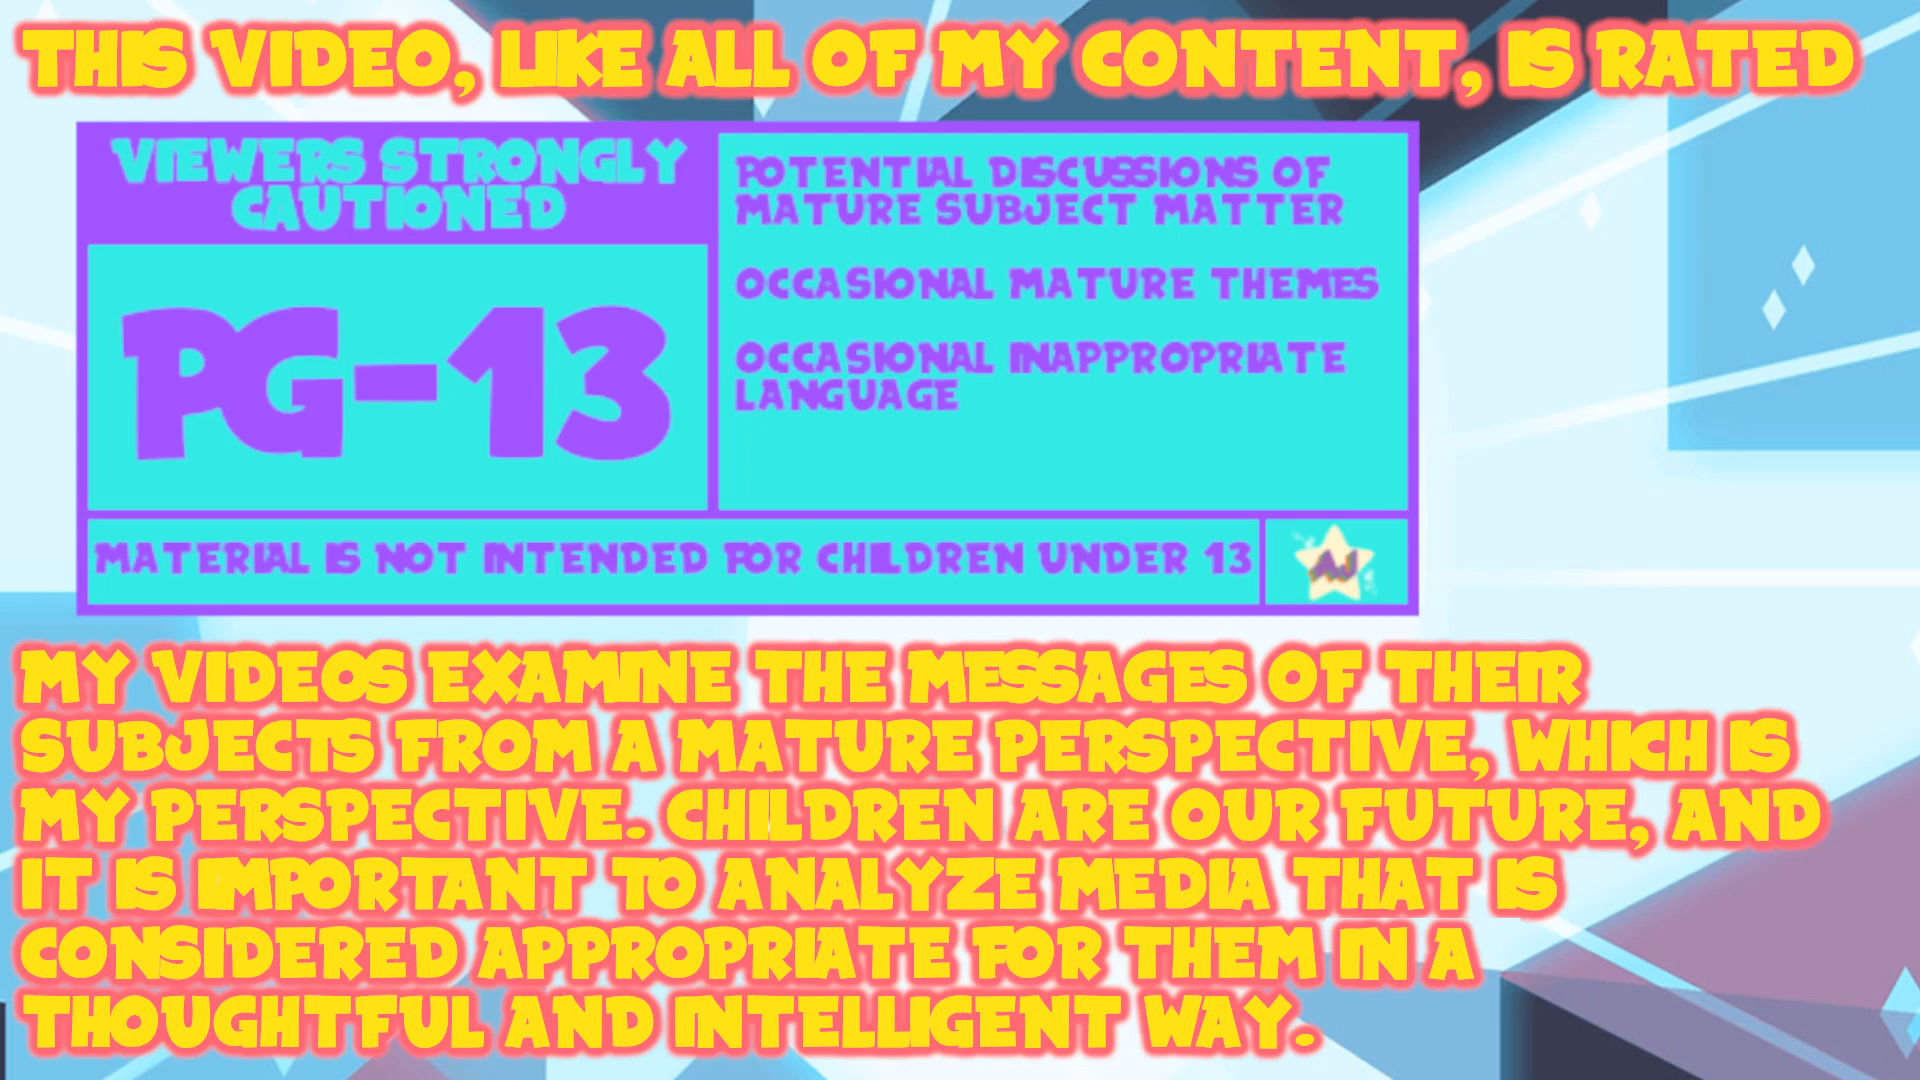 THIS VIDEO, LIKE ALL OF MY CONTENT, IS RATED
VIEWERS STRONGLY
CAUTIONED
PG-13
POTENTIAL DISCUSSIONS OF
MATURE SUBJECT MATTER
OCCASIONAL MATURE THEMES
OCCASIONAL INAPPROPRIATE
LANGUAGE
MATERIAL IS NOT INTENDED FOR CHILDREN UNDER 13
AJ
MY VIDEOS EXAMINE THE MESSAGES OF THEIR
SUBJECTS FROM A MATURE PERSPECTIVE, WHICH IS
MY PERSPECTIVE. CHILDREN ARE OUR FUTURE, AND
IT IS IMPORTANT TO ANALYZE MEDIA THAT IS
CONSIDERED APPROPRIATE FOR THEM IN A
THOUGHTFUL AND INTELLIGENT WAY.